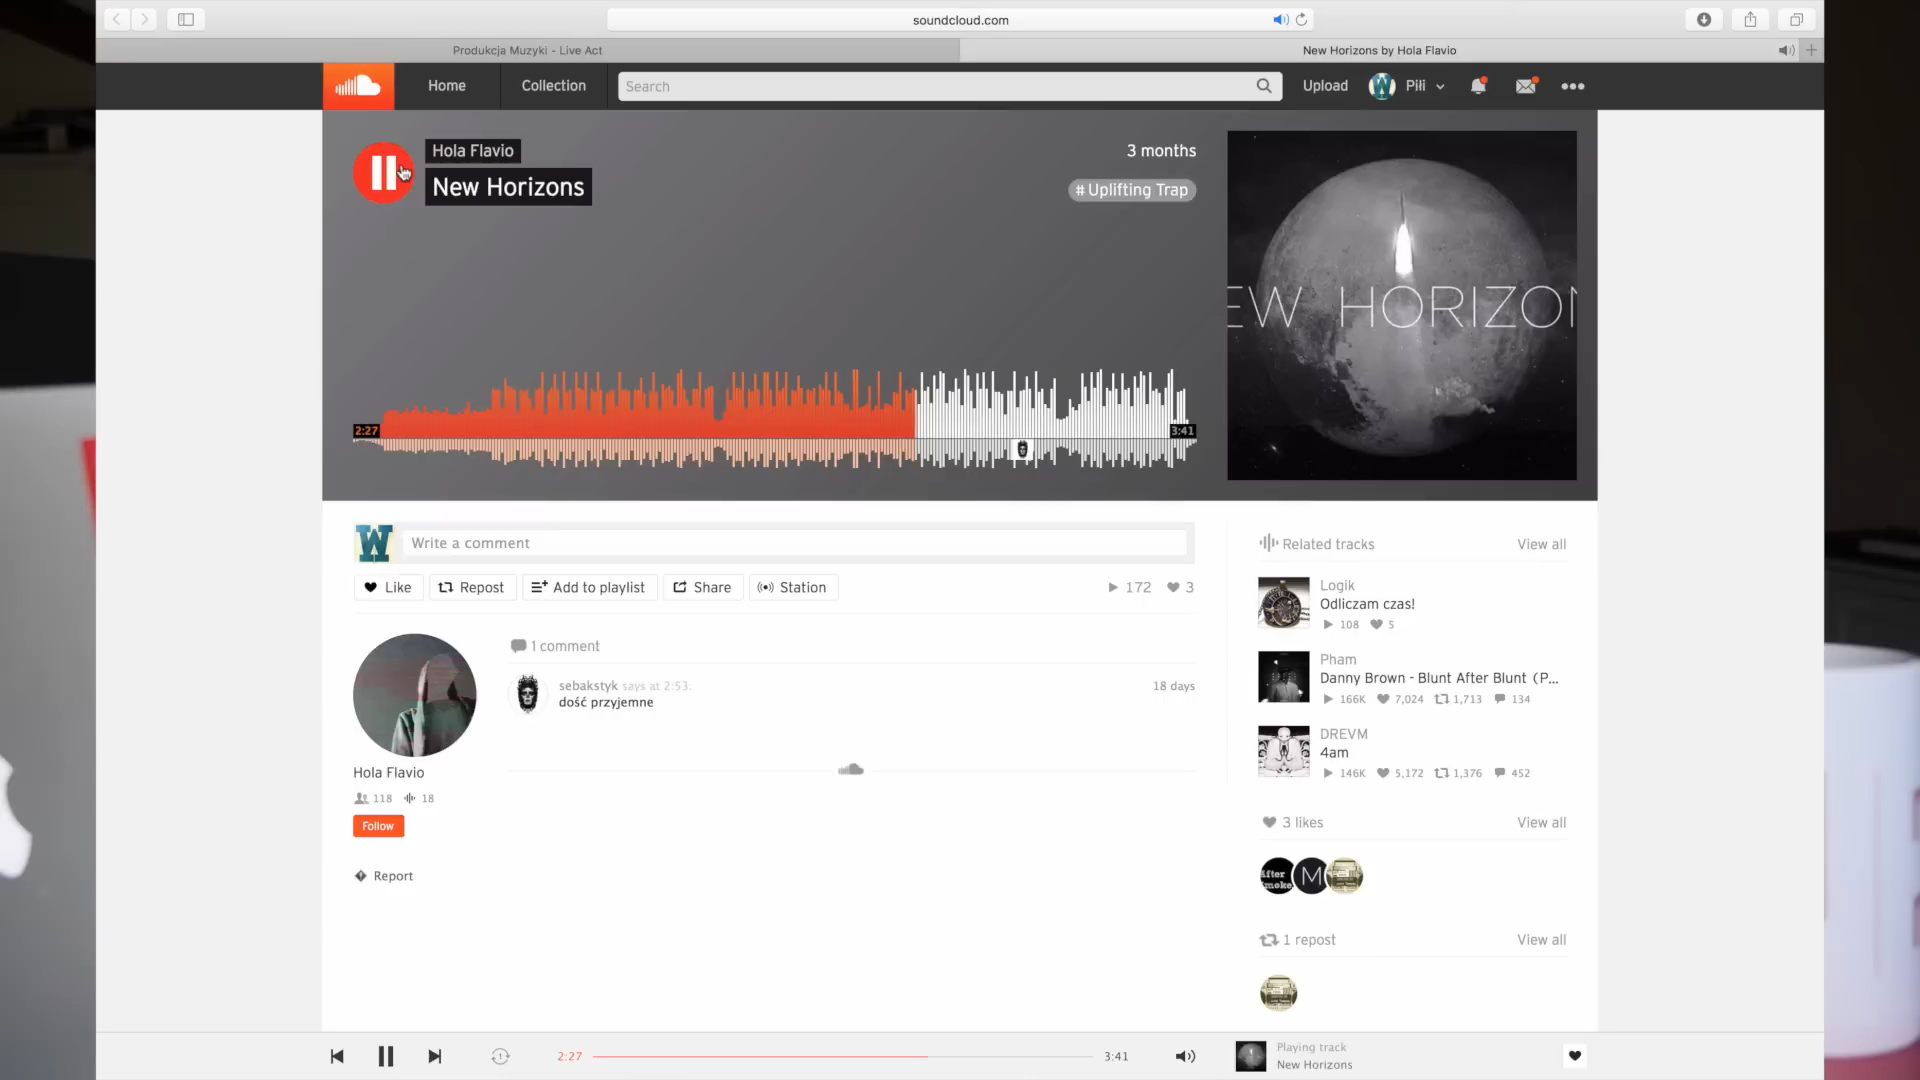 soundcloud.com
Produkcja Muzyki - Live Act
New Horizons by Hola Flavio
Home
Collection
Search
Upload
Pili
Hola Flavio
New Horizons
3 months
# Uplifting Trap
EW HORIZON
2:27
3:41
W
Write a comment
Like
Repost
Add to playlist
Share
Station
172
3
1 comment
sebakstyk says at 2:53.
dość przyjemne
18 days
Hola Flavio
118
18
Follow
Report
Related tracks
View all
Logik
Odliczam czas!
108
5
Pham
Danny Brown - Blunt After Blunt (P...
166K
7,024
1,713
134
DREVM
4am
146K
5,172
1,376
452
3 likes
View all
After
Smoke
M
1 repost
View all
1
2:27
3:41
Playing track
New Horizons